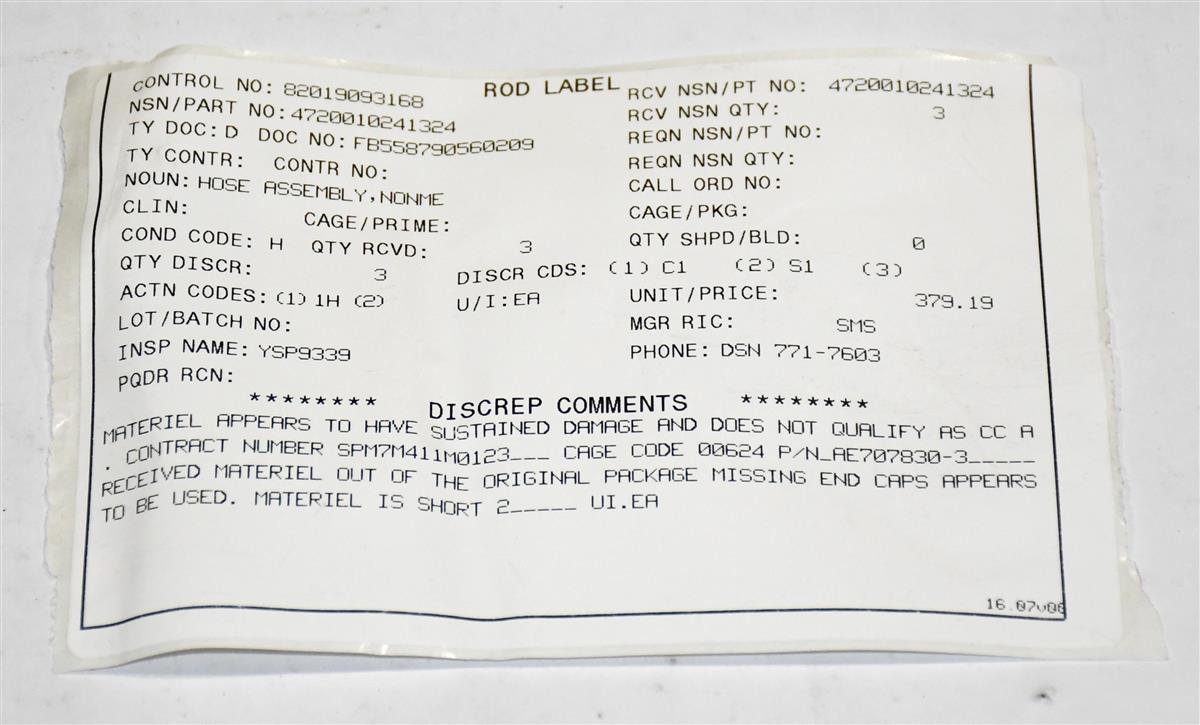 ROD LABEL
CONTROL NO: 82019093168 RCV NSN/PT NO: 4720010241324
NSN/PART NO: 4720010241324 RCV NSN QTY: 3
TY DOC: D DOC NO: FB558790560209 REQN NSN/PT NO:
TY CONTR: CONTR NO: REQN NSN QTY:
NOUN: HOSE ASSEMBLY,NONME CALL ORD NO:
CLIN: CAGE/PRIME: CAGE/PKG:
COND CODE: H QTY RCVD: 3 QTY SHPD/BLD: 0
QTY DISCR: 3 DISCR CDS: (1) C1 (2) S1 (3)
ACTN CODES: (1) 1H (2) U/I: EA UNIT/PRICE: 379.19
LOT/BATCH NO: MGR RIC: SMS
INSP NAME: YSP9339 PHONE: DSN 771-7603
PQDR RCN:
******** DISCREP COMMENTS ********
MATERIEL APPEARS TO HAVE SUSTAINED DAMAGE AND DOES NOT QUALIFY AS CC A
. CONTRACT NUMBER SPM7M411M0123___ CAGE CODE 00624 P/N_AE707830-3_____
RECEIVED MATERIEL OUT OF THE ORIGINAL PACKAGE MISSING END CAPS APPEARS
TO BE USED. MATERIEL IS SHORT 2_____ UI.EA
16.07v06